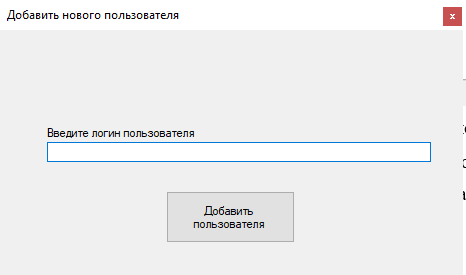 Добавить нового пользователя
x
Введите логин пользователя
Добавить
пользователя